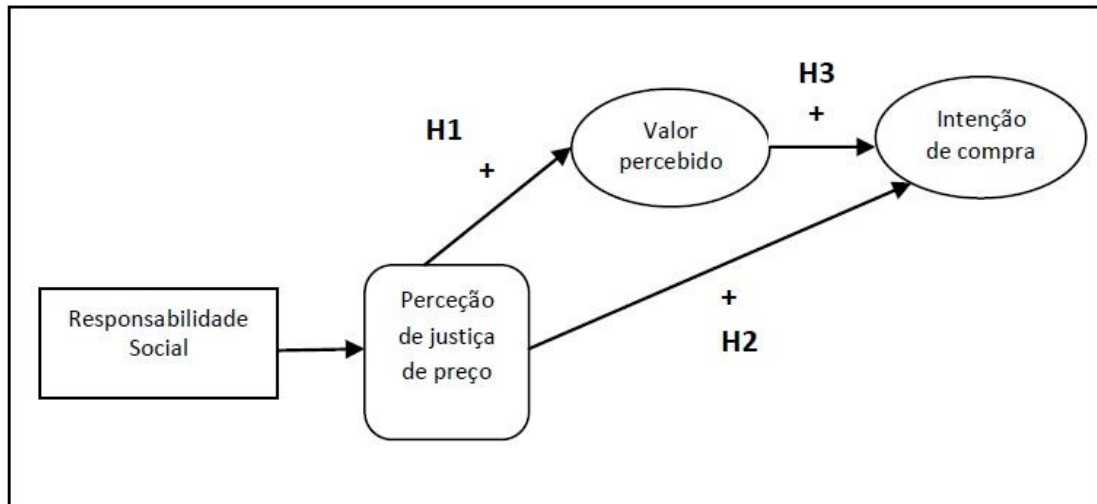 H3
+
Intenção
de compra
Valor
percebido
H1
+
Responsabilidade
Social
Perceção
de justiça
de preço
+
H2